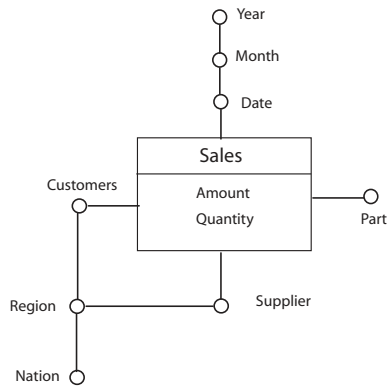 Year
Month
Date
Sales
Customers
Amount
Quantity
Part
Region
Supplier
Nation